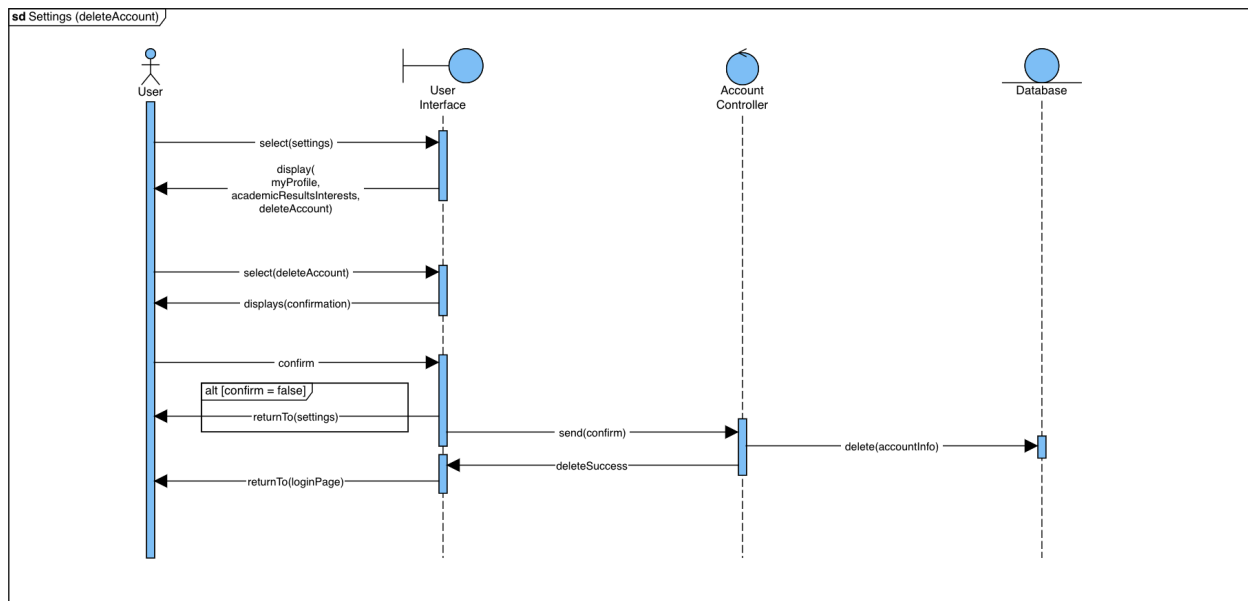 sd Settings (deleteAccount)
User
User
Interface
Account
Controller
Database
select(settings)
display(
myProfile,
academicResultsInterests,
deleteAccount)
select(deleteAccount)
displays(confirmation)
confirm
alt [confirm = false]
returnTo(settings)
send(confirm)
delete(accountInfo)
deleteSuccess
returnTo(loginPage)